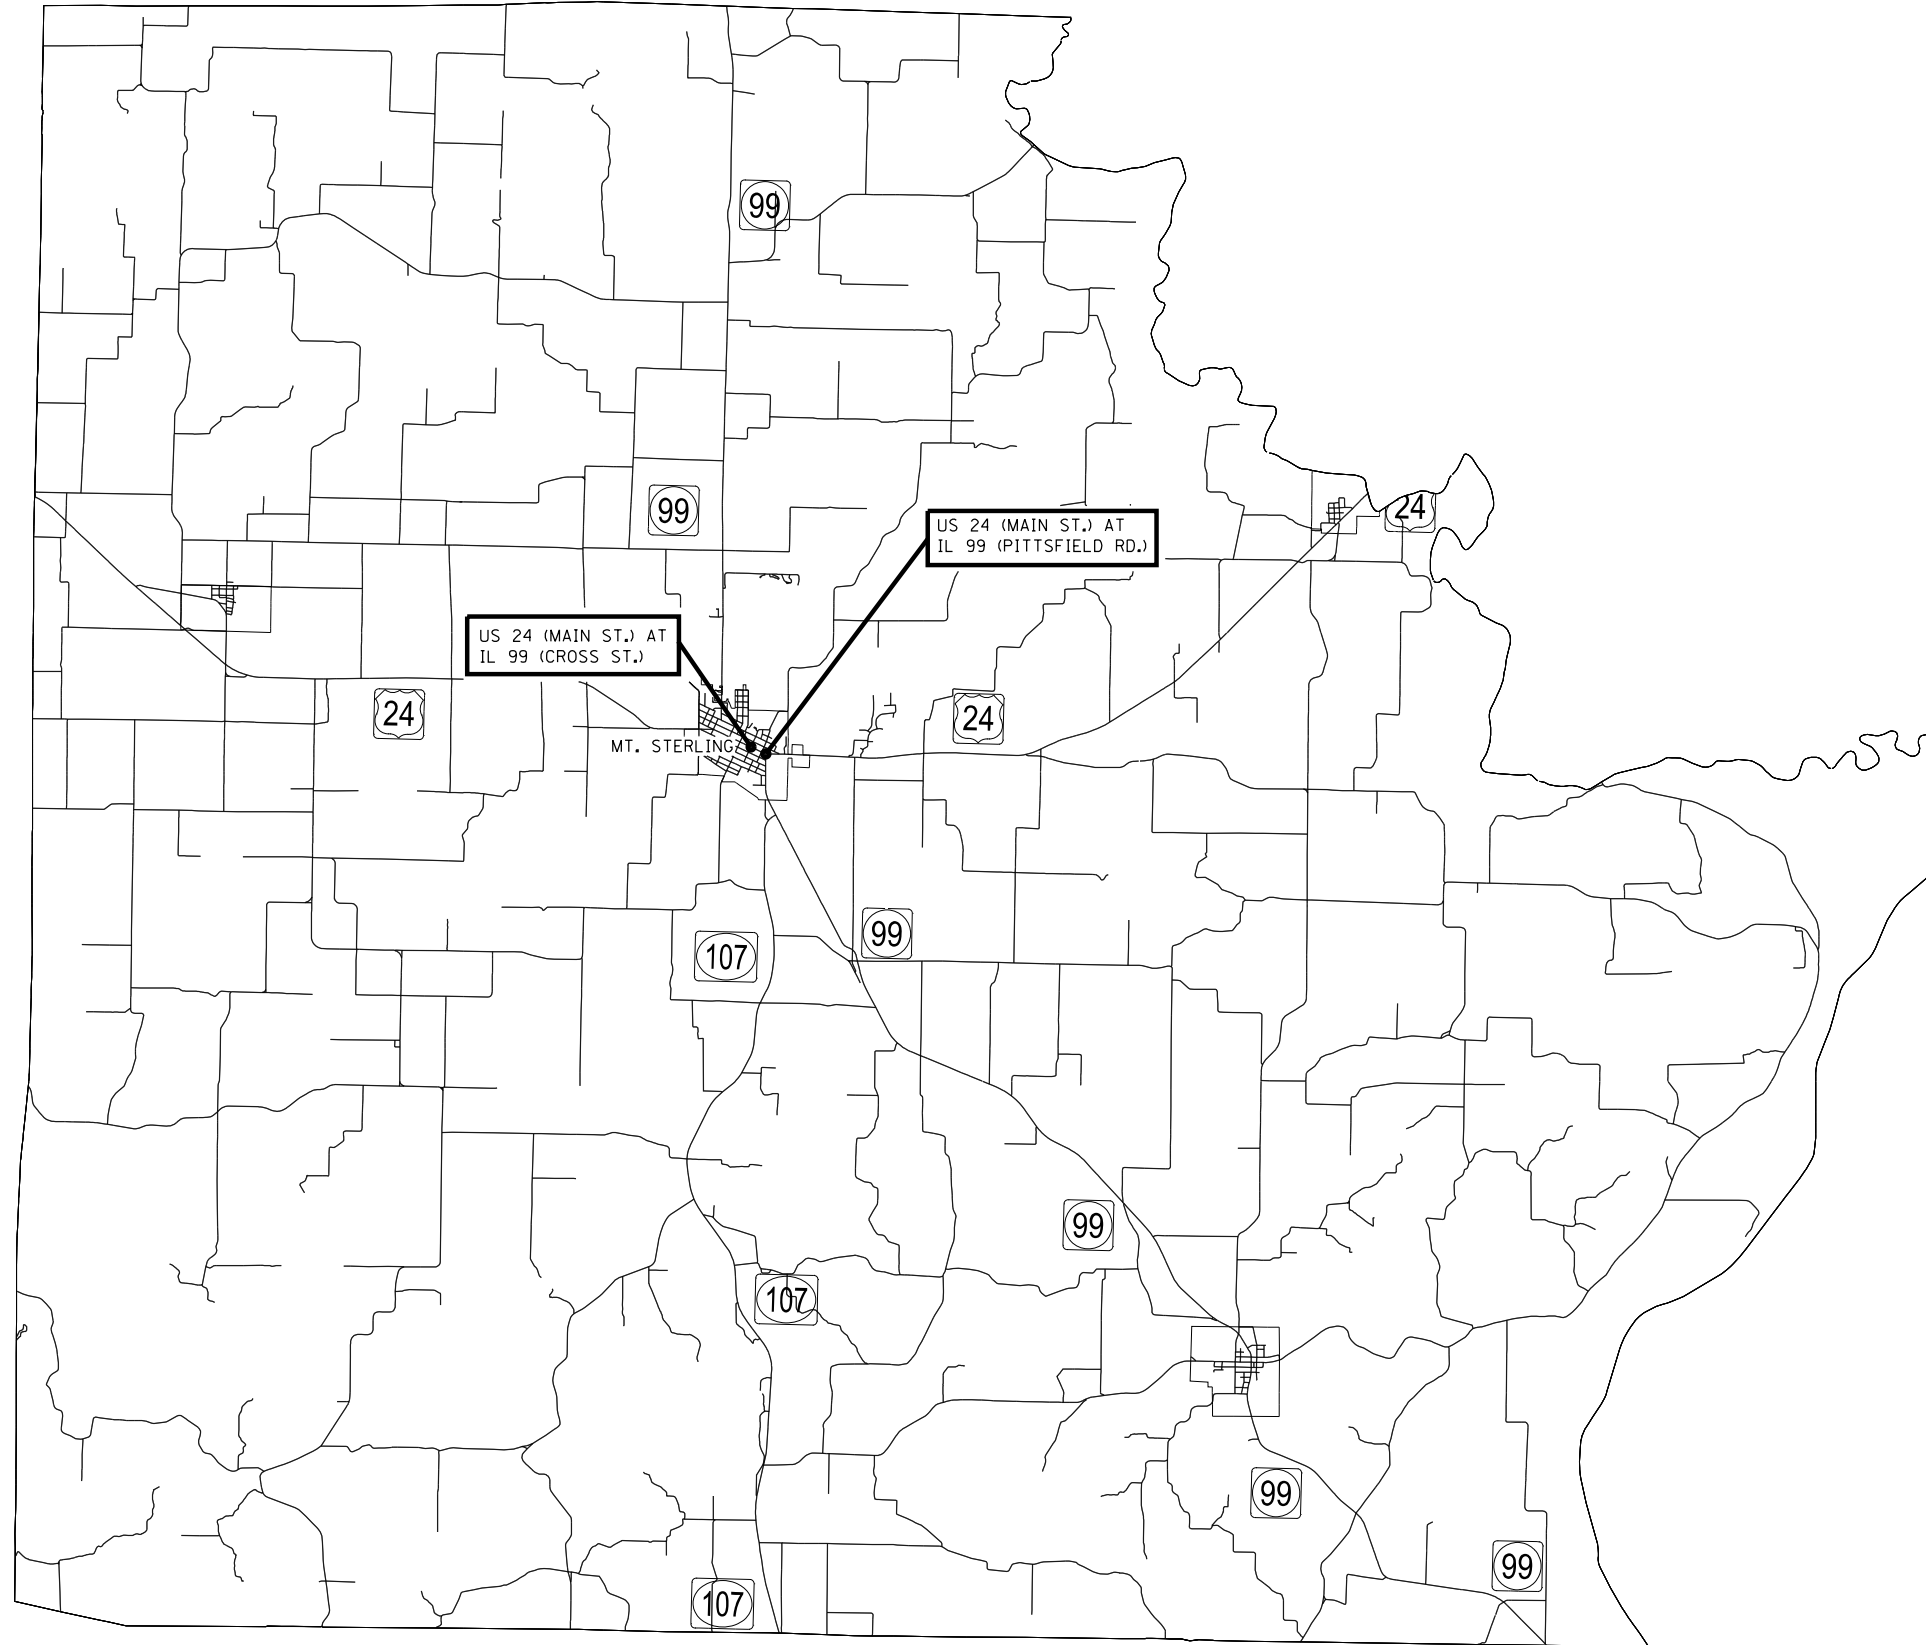 99
99
24
US 24 (MAIN ST.) AT
IL 99 (PITTSFIELD RD.)
US 24 (MAIN ST.) AT
IL 99 (CROSS ST.)
24
24
MT. STERLING
99
107
99
107
99
99
107